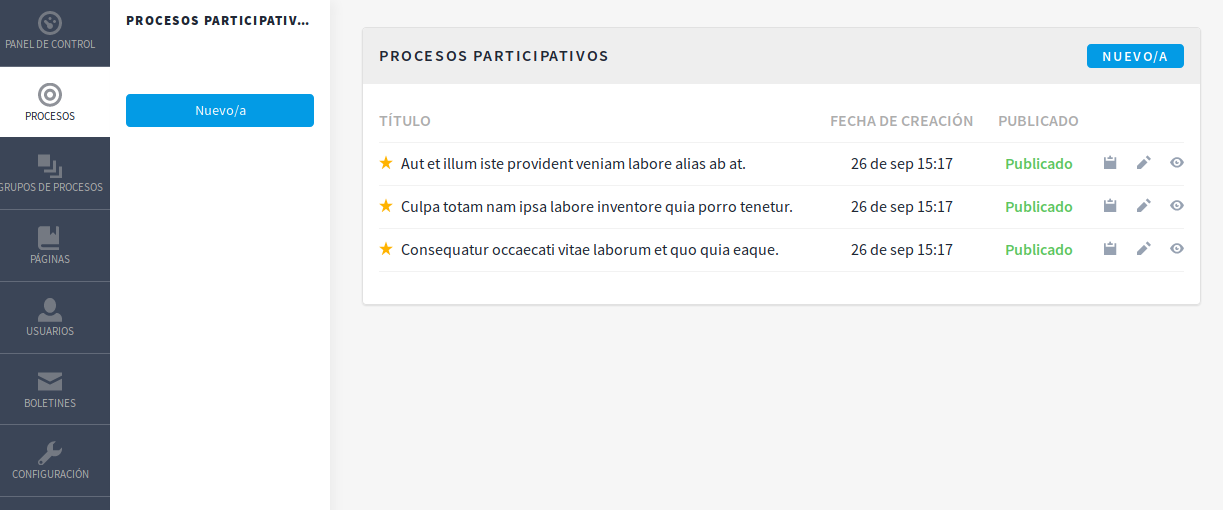 PANEL DE CONTROL
PROCESOS
GRUPOS DE PROCESOS
PÁGINAS
USUARIOS
BOLETINES
CONFIGURACIÓN
PROCESOS PARTICIPATIV...
Nuevo/a
PROCESOS PARTICIPATIVOS NUEVO/A
TÍTULO FECHA DE CREACIÓN PUBLICADO
Aut et illum iste provident veniam labore alias ab at. 26 de sep 15:17 Publicado
Culpa totam nam ipsa labore inventore quia porro tenetur. 26 de sep 15:17 Publicado
Consequatur occaecati vitae laborum et quo quia eaque. 26 de sep 15:17 Publicado